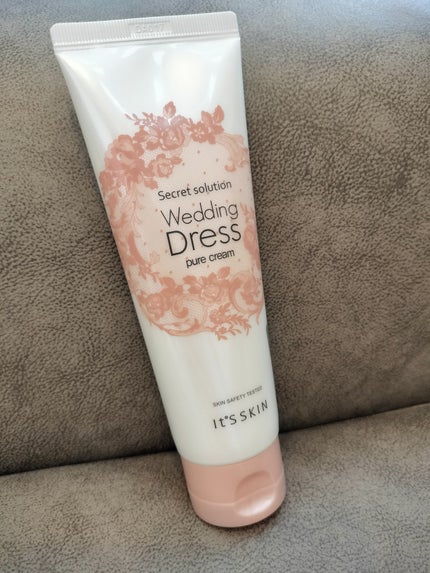 Secret solution
Wedding
Dress
pure cream
SKIN SAFETY TESTED
It'S SKIN